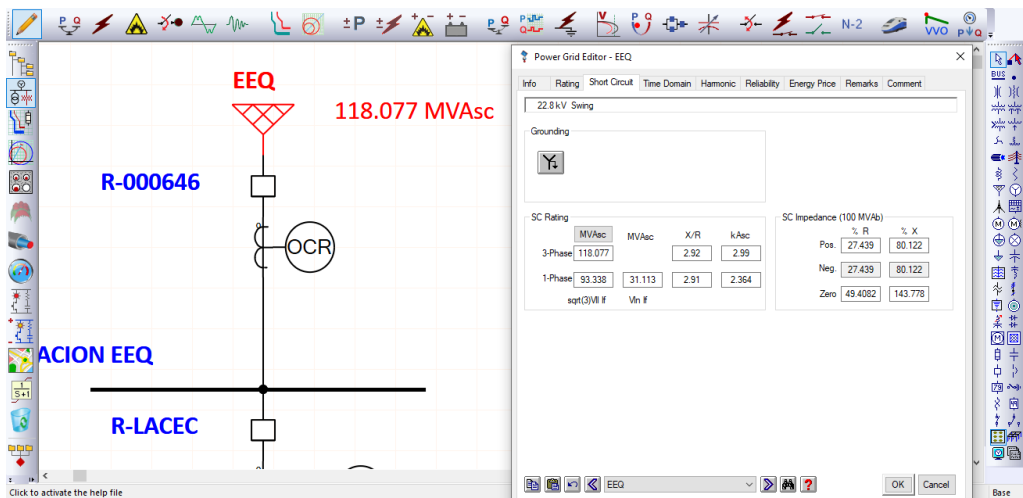 P Q
±P
P Q
N-2
VVO
P Q
EEQ
118.077 MVAsc
R-000646
OCR
ACION EEQ
R-LACEC
Power Grid Editor - EEQ
Info Rating Short Circuit Time Domain Harmonic Reliability Energy Price Remarks Comment
22.8 kV Swing
Grounding
SC Rating
MVAsc MVAsc X/R kAsc
3-Phase 118.077 2.92 2.99
1-Phase 93.338 31.113 2.91 2.364
sqrt(3)Vll If Vln If
SC Impedance (100 MVAb)
% R % X
Pos. 27.439 80.122
Neg. 27.439 80.122
Zero 49.4082 143.778
EEQ
OK Cancel
BUS
1
S+1
79
Click to activate the help file
Base